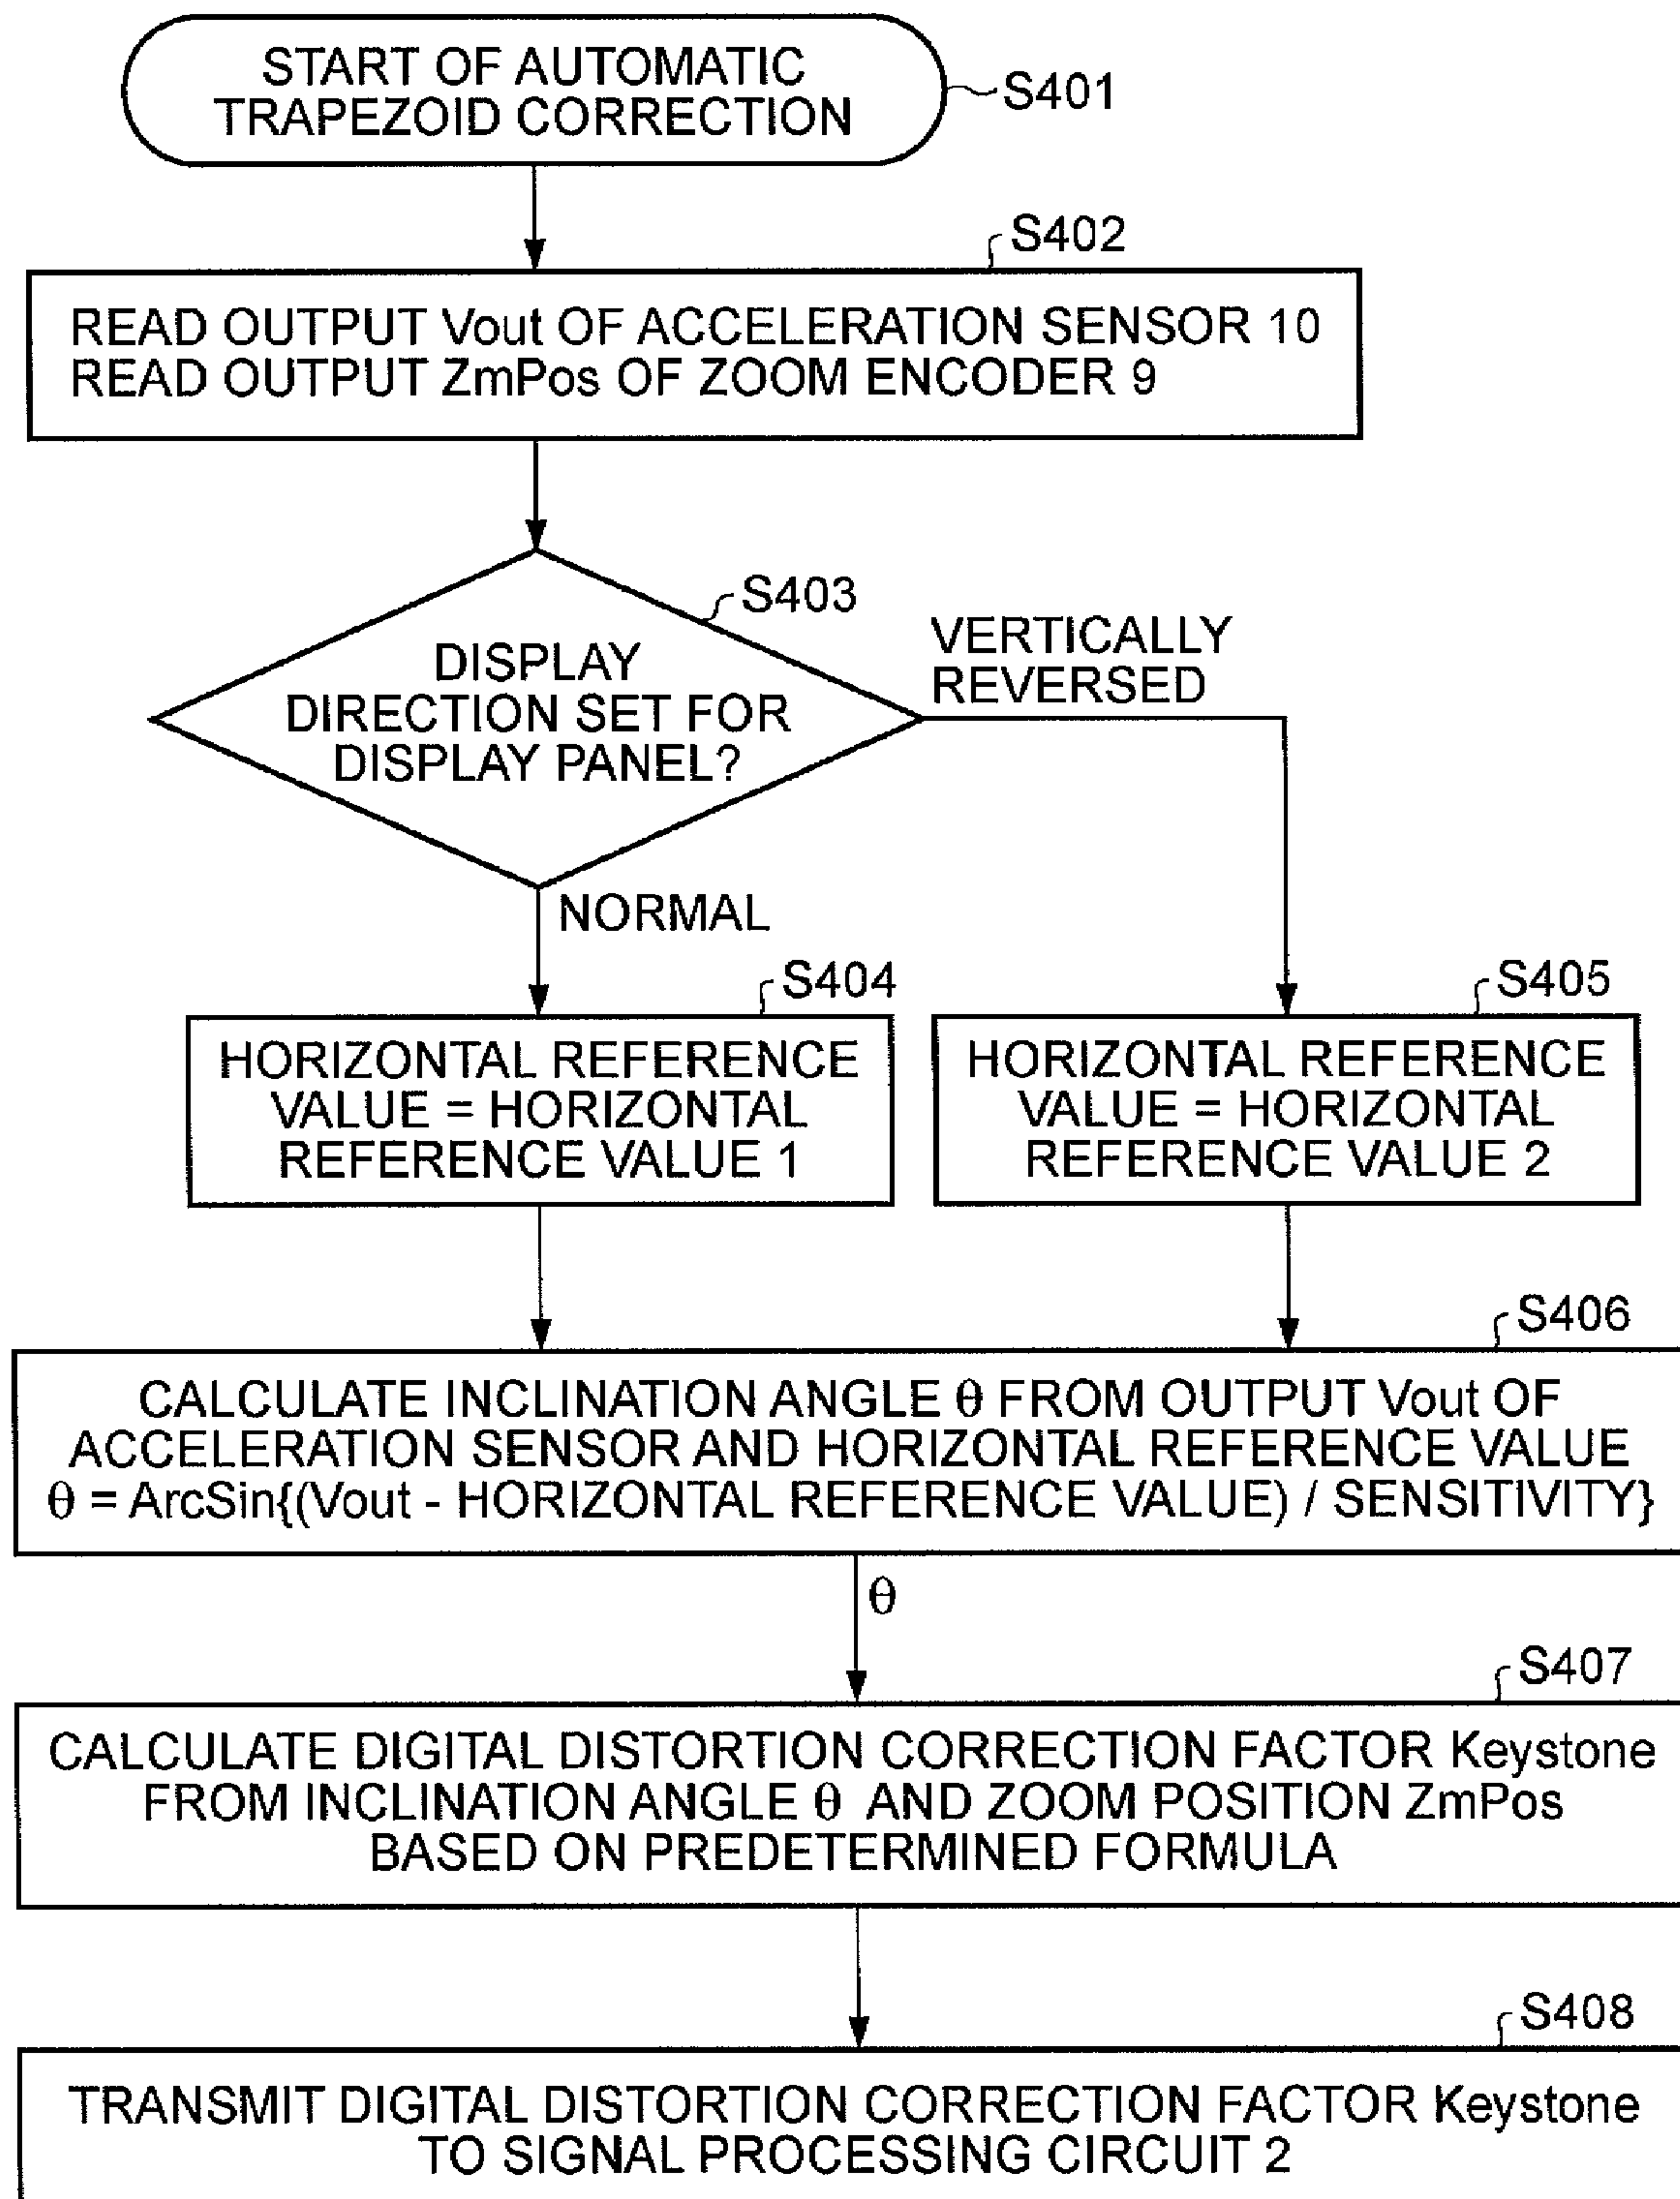 START OF AUTOMATIC
TRAPEZOID CORRECTION
S401
S402
READ OUTPUT Vout OF ACCELERATION SENSOR 10
READ OUTPUT ZmPos OF ZOOM ENCODER 9
S403
DISPLAY
DIRECTION SET FOR
DISPLAY PANEL?
VERTICALLY
REVERSED
NORMAL
S404
HORIZONTAL REFERENCE
VALUE = HORIZONTAL
REFERENCE VALUE 1
S405
HORIZONTAL REFERENCE
VALUE = HORIZONTAL
REFERENCE VALUE 2
S406
CALCULATE INCLINATION ANGLE θ FROM OUTPUT Vout OF
ACCELERATION SENSOR AND HORIZONTAL REFERENCE VALUE
θ = ArcSin{(Vout - HORIZONTAL REFERENCE VALUE) / SENSITIVITY}
θ
S407
CALCULATE DIGITAL DISTORTION CORRECTION FACTOR Keystone
FROM INCLINATION ANGLE θ AND ZOOM POSITION ZmPos
BASED ON PREDETERMINED FORMULA
S408
TRANSMIT DIGITAL DISTORTION CORRECTION FACTOR Keystone
TO SIGNAL PROCESSING CIRCUIT 2